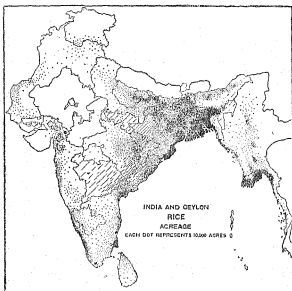 INDIA AND CEYLON
RICE
ACREAGE
EACH DOT REPRESENTS 10,000 ACRES